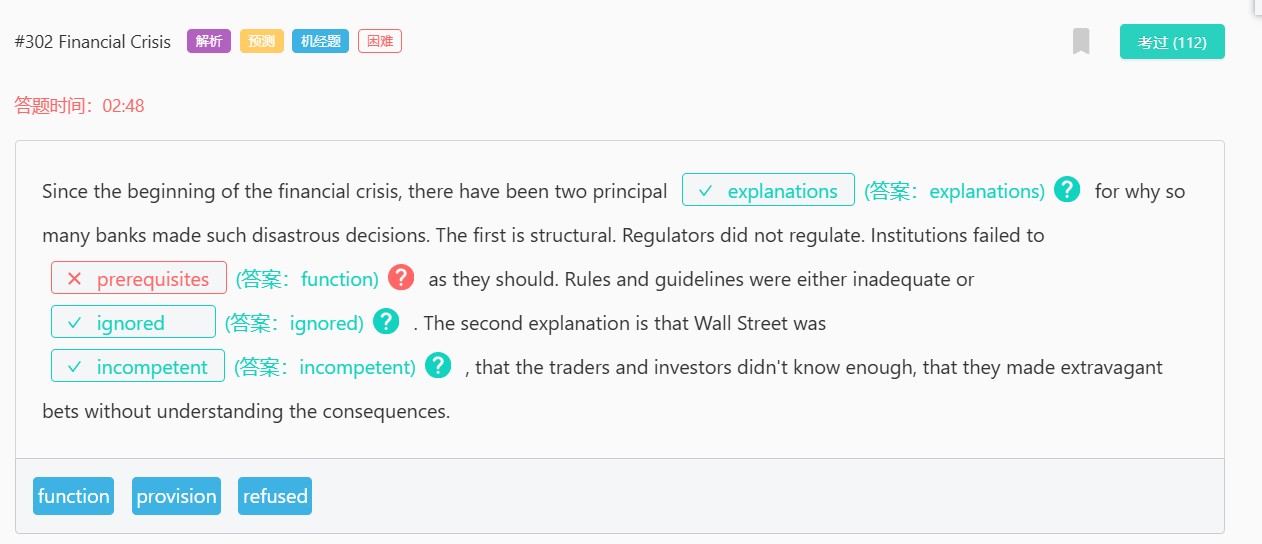 #302 Financial Crisis 解析 预测 机经题 困难 考过 (112)
答题时间：02:48
Since the beginning of the financial crisis, there have been two principal explanations (答案：explanations) ? for why so
many banks made such disastrous decisions. The first is structural. Regulators did not regulate. Institutions failed to
prerequisites (答案：function) ? as they should. Rules and guidelines were either inadequate or
ignored (答案：ignored) ? . The second explanation is that Wall Street was
incompetent (答案：incompetent) ? , that the traders and investors didn't know enough, that they made extravagant
bets without understanding the consequences.
function provision refused